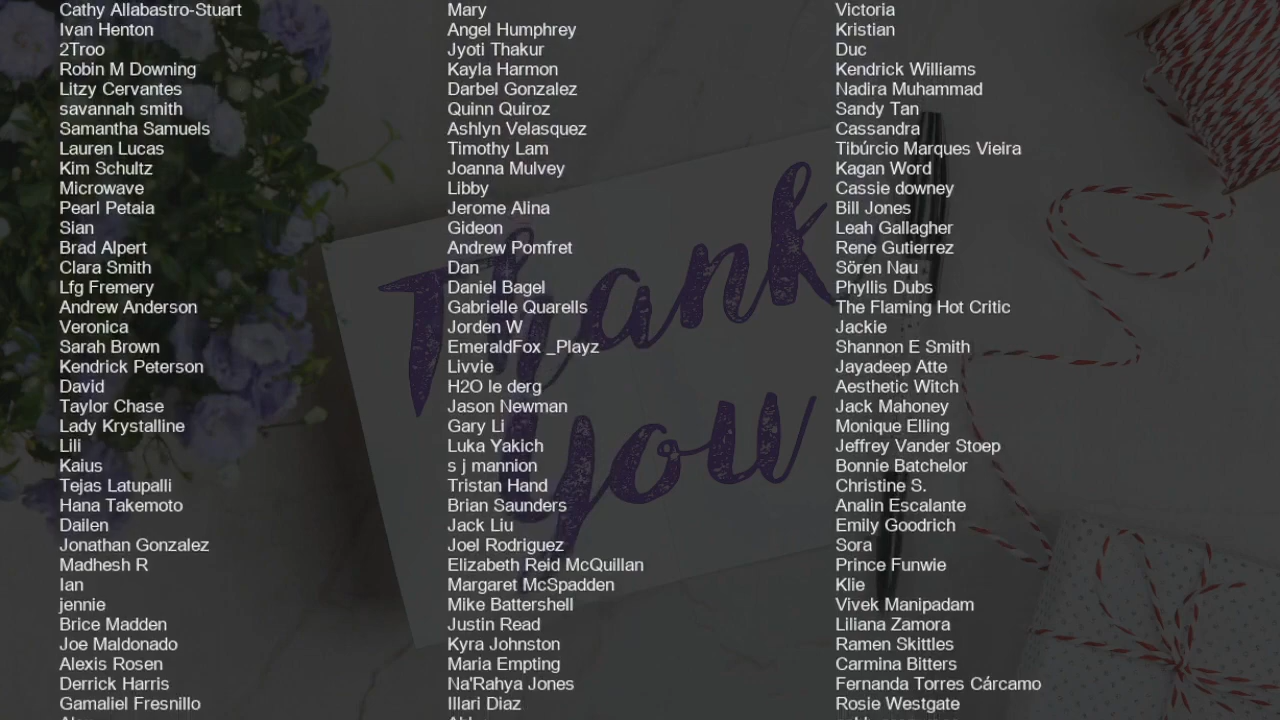 Cathy Allabastro-Stuart
Ivan Henton
2Troo
Robin M Downing
Litzy Cervantes
savannah smith
Samantha Samuels
Lauren Lucas
Kim Schultz
Microwave
Pearl Petaia
Sian
Brad Alpert
Clara Smith
Lfg Fremery
Andrew Anderson
Veronica
Sarah Brown
Kendrick Peterson
David
Taylor Chase
Lady Krystalline
Lili
Kaius
Tejas Latupalli
Hana Takemoto
Dailen
Jonathan Gonzalez
Madhesh R
Ian
jennie
Brice Madden
Joe Maldonado
Alexis Rosen
Derrick Harris
Gamaliel Fresnillo
Mary
Angel Humphrey
Jyoti Thakur
Kayla Harmon
Darbel Gonzalez
Quinn Quiroz
Ashlyn Velasquez
Timothy Lam
Joanna Mulvey
Libby
Jerome Alina
Gideon
Andrew Pomfret
Dan
Daniel Bagel
Gabrielle Quarells
Jorden W
EmeraldFox _Playz
Livvie
H2O le derg
Jason Newman
Gary Li
Luka Yakich
s j mannion
Tristan Hand
Brian Saunders
Jack Liu
Joel Rodriguez
Elizabeth Reid McQuillan
Margaret McSpadden
Mike Battershell
Justin Read
Kyra Johnston
Maria Empting
Na'Rahya Jones
Illari Diaz
Victoria
Kristian
Duc
Kendrick Williams
Nadira Muhammad
Sandy Tan
Cassandra
Tibúrcio Marques Vieira
Kagan Word
Cassie downey
Bill Jones
Leah Gallagher
Rene Gutierrez
Sören Nau
Phyllis Dubs
The Flaming Hot Critic
Jackie
Shannon E Smith
Jayadeep Atte
Aesthetic Witch
Jack Mahoney
Monique Elling
Jeffrey Vander Stoep
Bonnie Batchelor
Christine S.
Analin Escalante
Emily Goodrich
Sora
Prince Funwie
Klie
Vivek Manipadam
Liliana Zamora
Ramen Skittles
Carmina Bitters
Fernanda Torres Cárcamo
Rosie Westgate
Thank
you